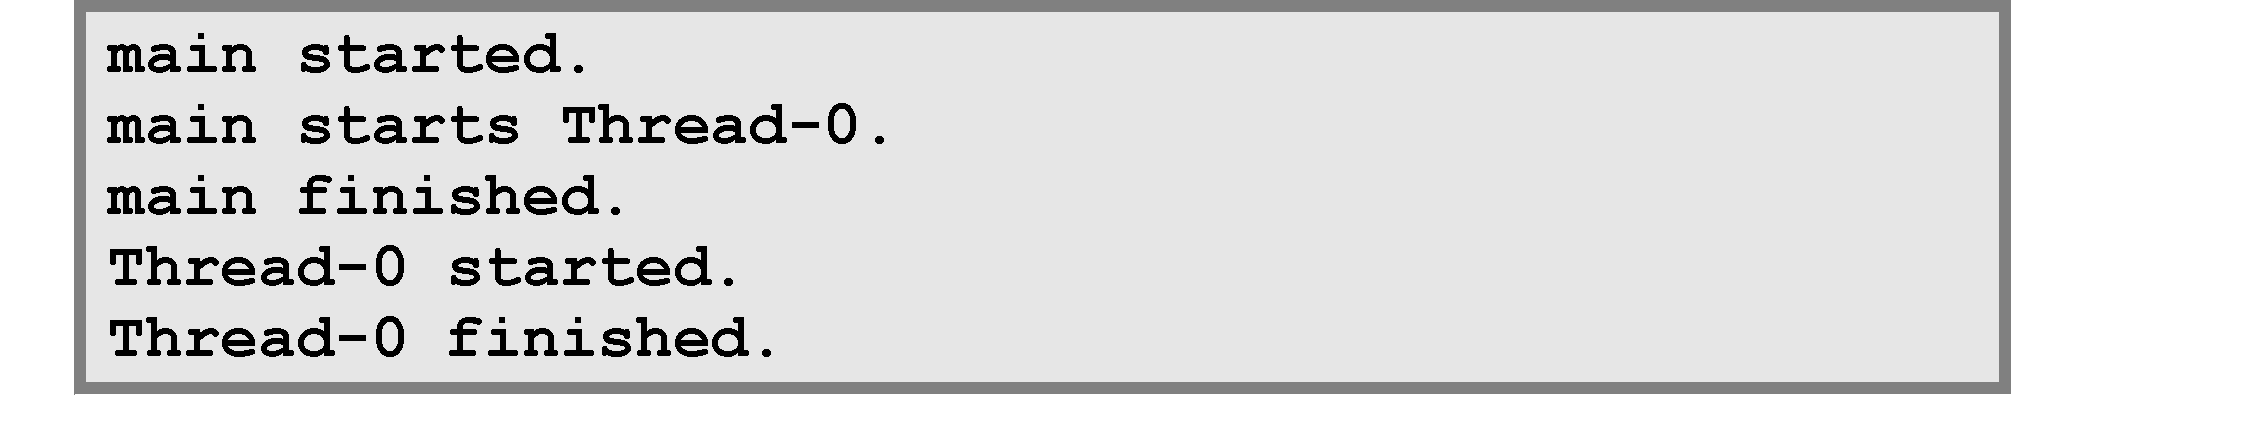 main started.
main starts Thread-0.
main finished.
Thread-0 started.
Thread-0 finished.